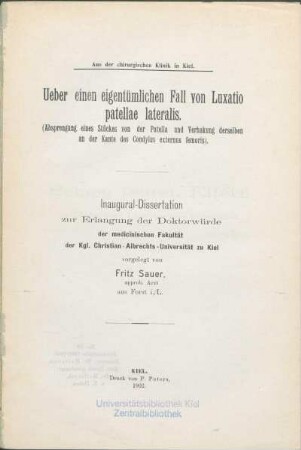 Aus der chirurgischen Klinik in Kiel.
Ueber einen eigentümlichen Fall von Luxatio
patellae lateralis.
(Absprengung eines Stückes von der Patella und Verhakung derselben
an der Kante des Condylus externus femoris).
Inaugural-Dissertation
zur Erlangung der Doktorwürde
der medizinischen Fakultät
der Kgl. Christian-Albrechts-Universität zu Kiel
vorgelegt von
Fritz Sauer,
approb. Arzt
aus Forst i./L.
KIEL.
Druck von P. Peters.
Universitätsbibliothek Kiel
Zentralbibliothek